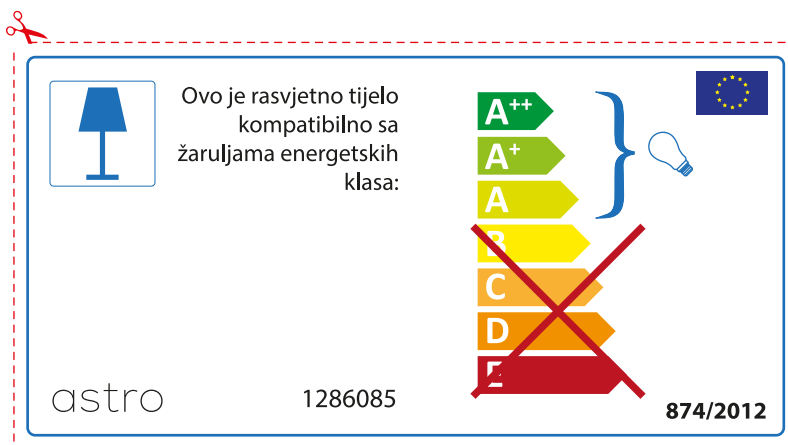 Ovo je rasvjetno tijelo
kompatibilno sa
žaruljama energetskih
klasa:
A++
A+
A
B
C
D
E
astro
1286085
874/2012